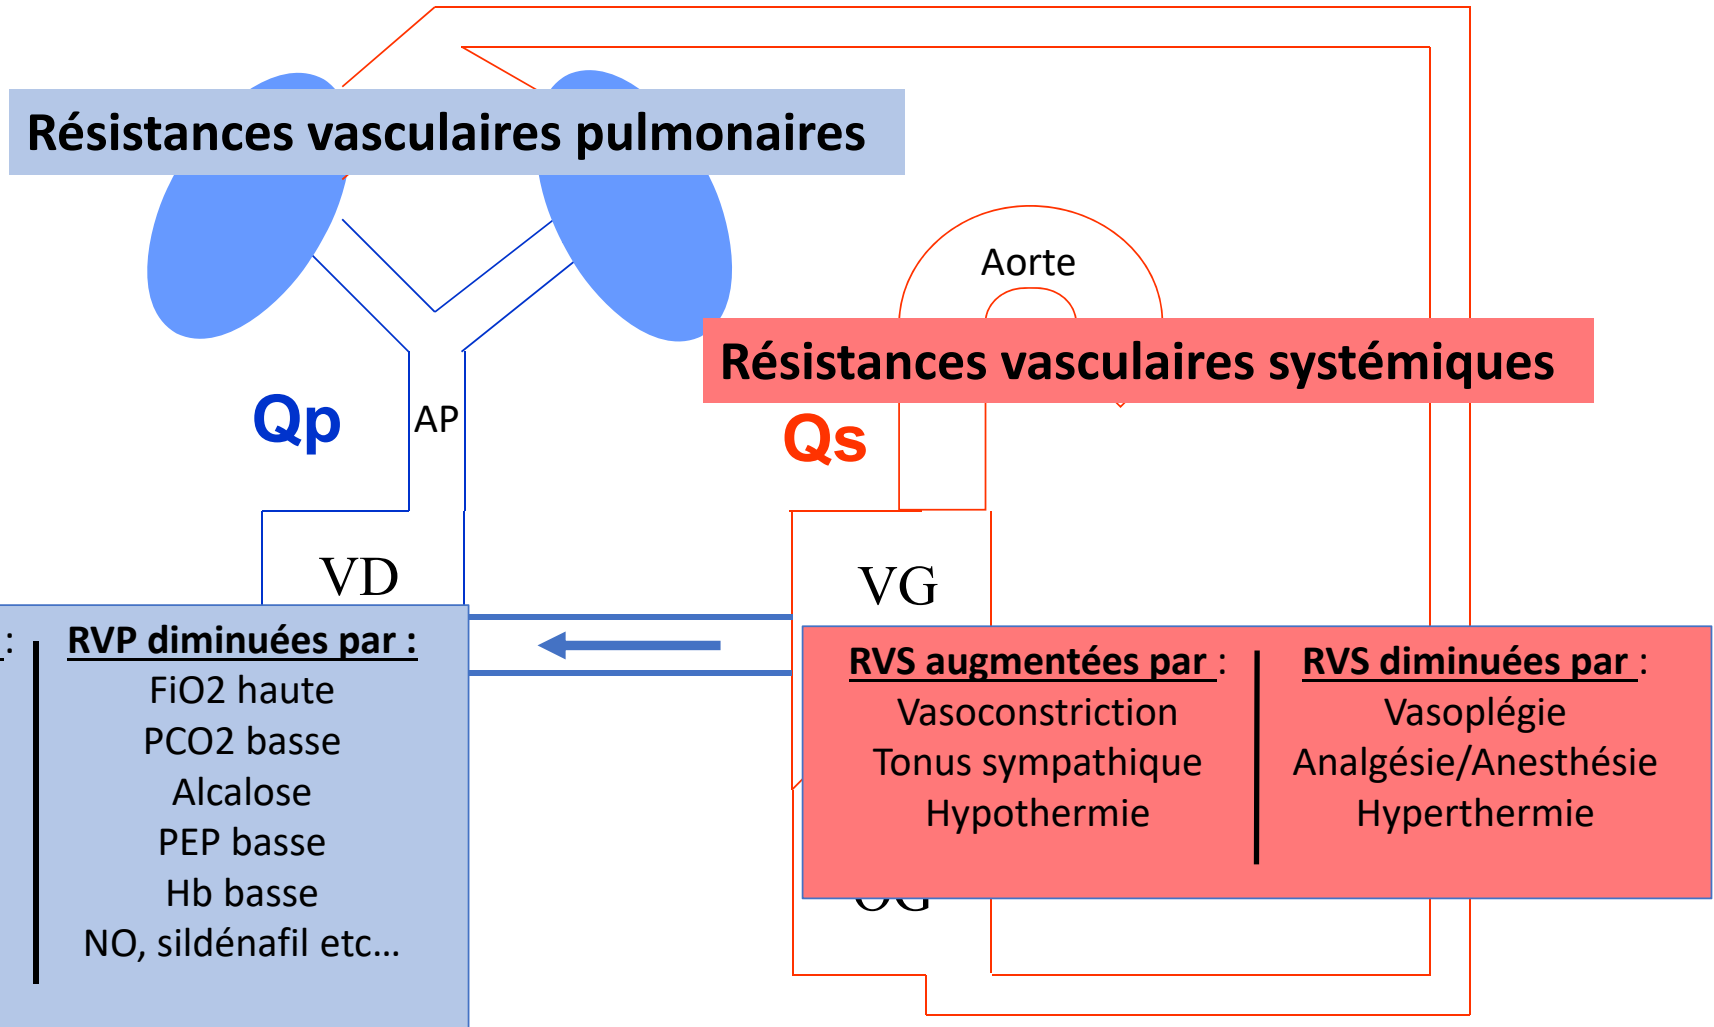 Résistances vasculaires pulmonaires
Aorte
Résistances vasculaires systémiques
Qp
AP
Qs
VD
VG
:
RVP diminuées par :
FiO2 haute
PCO2 basse
Alcalose
PEP basse
Hb basse
NO, sildénafil etc…
RVS augmentées par :
Vasoconstriction
Tonus sympathique
Hypothermie
RVS diminuées par :
Vasoplégie
Analgésie/Anesthésie
Hyperthermie
OG